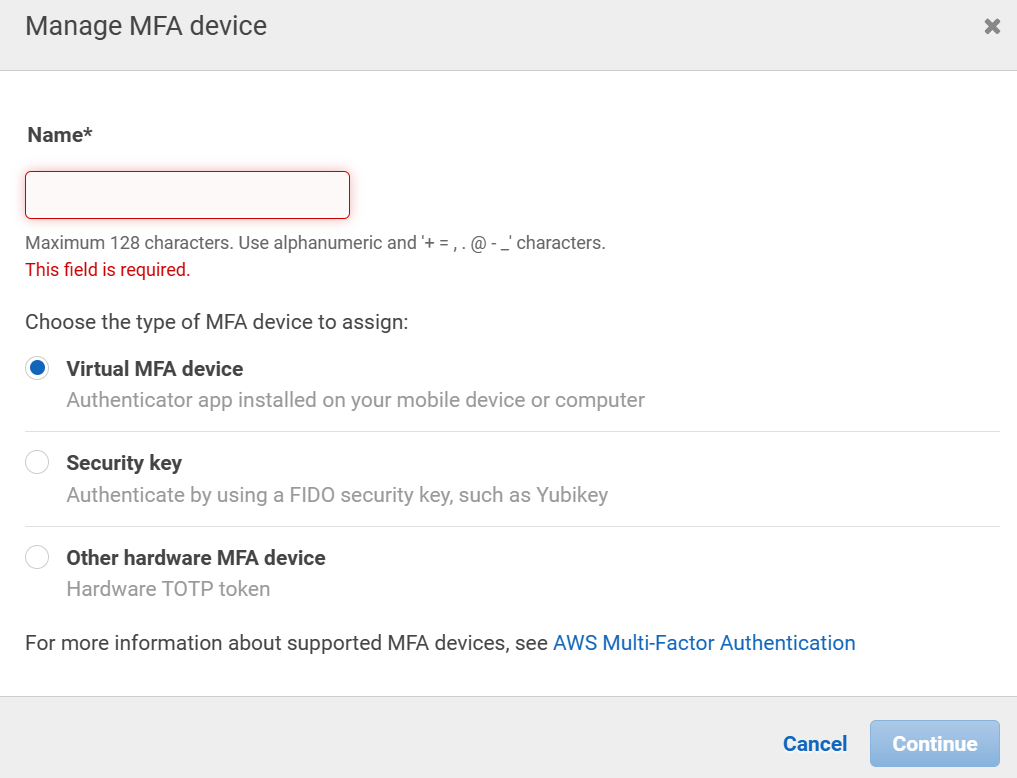 Manage MFA device
Name*
Maximum 128 characters. Use alphanumeric and '+ = , . @ - _' characters.
This field is required.
Choose the type of MFA device to assign:
Virtual MFA device
Authenticator app installed on your mobile device or computer
Security key
Authenticate by using a FIDO security key, such as Yubikey
Other hardware MFA device
Hardware TOTP token
For more information about supported MFA devices, see AWS Multi-Factor Authentication
Cancel Continue